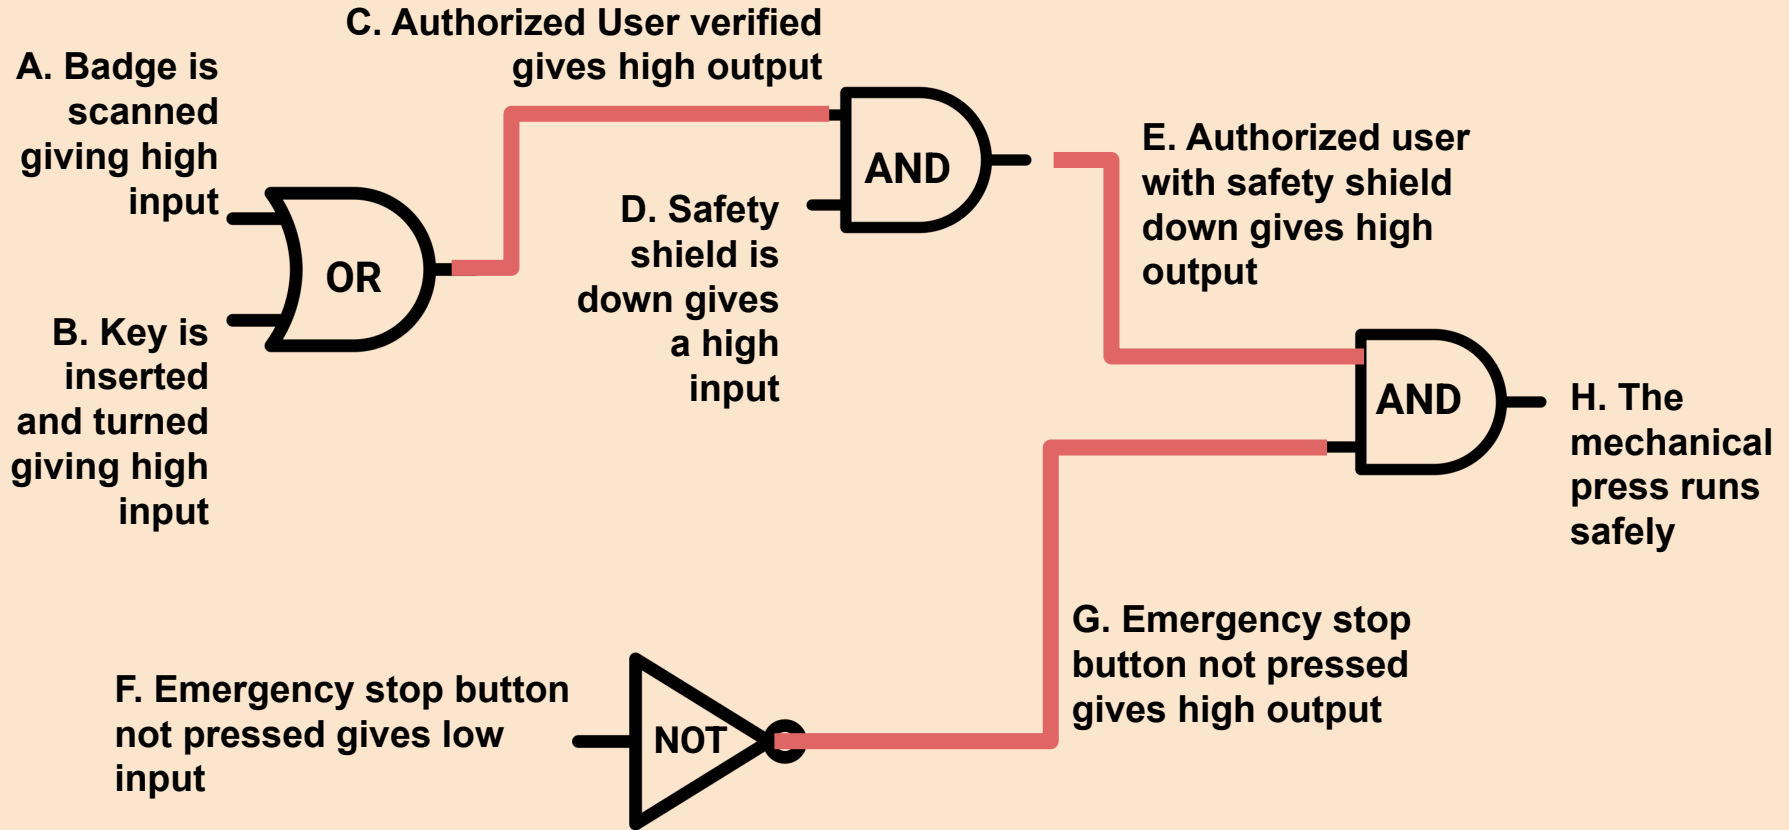 C. Authorized User verified
gives high output
A. Badge is
scanned
giving high
input
OR
B. Key is
inserted
and turned
giving high
input
AND
D. Safety
shield is
down gives
a high
input
E. Authorized user
with safety shield
down gives high
output
AND
H. The
mechanical
press runs
safely
F. Emergency stop button
not pressed gives low
input
NOT
G. Emergency stop
button not pressed
gives high output